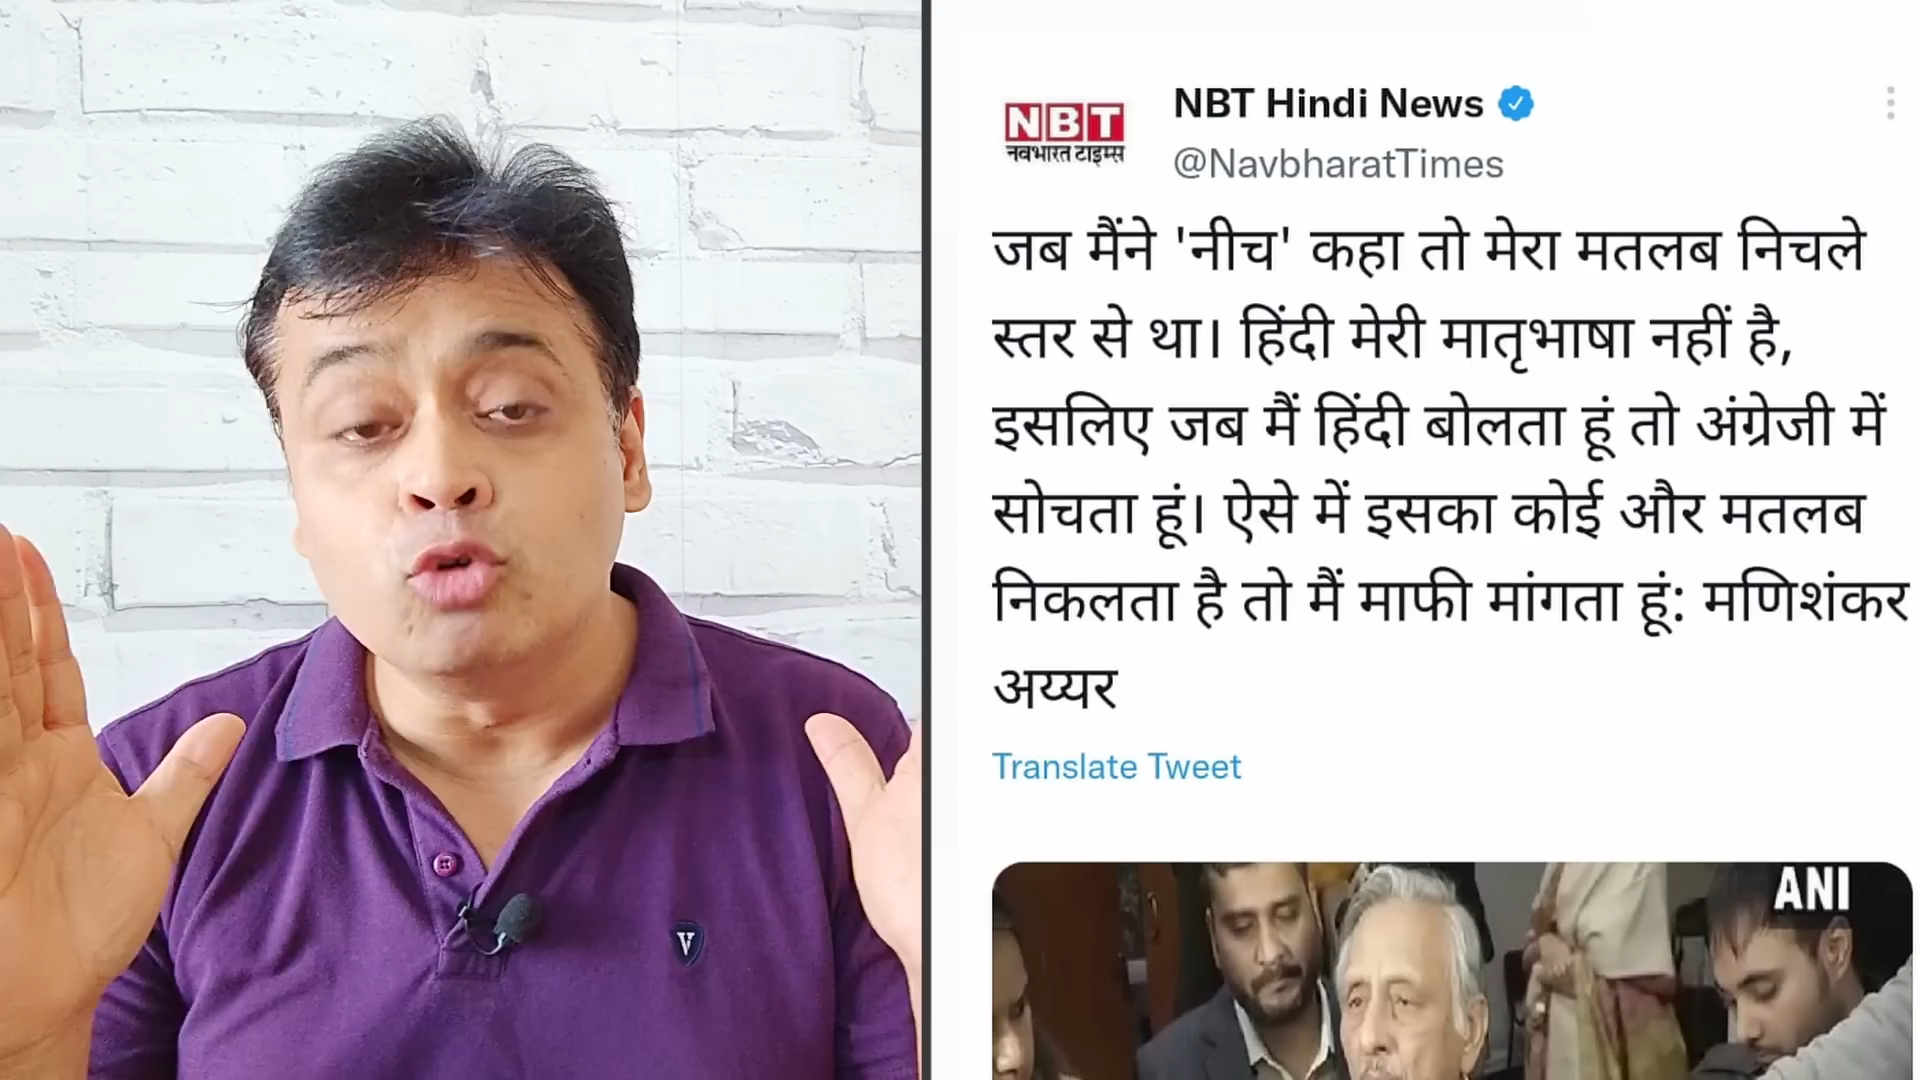 NBT
नवभारत टाइम्स
NBT Hindi News
@NavbharatTimes
जब मैंने 'नीच' कहा तो मेरा मतलब निचले
स्तर से था। हिंदी मेरी मातृभाषा नहीं है,
इसलिए जब मैं हिंदी बोलता हूं तो अंग्रेजी में
सोचता हूं। ऐसे में इसका कोई और मतलब
निकलता है तो मैं माफी मांगता हूं: मणिशंकर
अय्यर
Translate Tweet
ANI
V